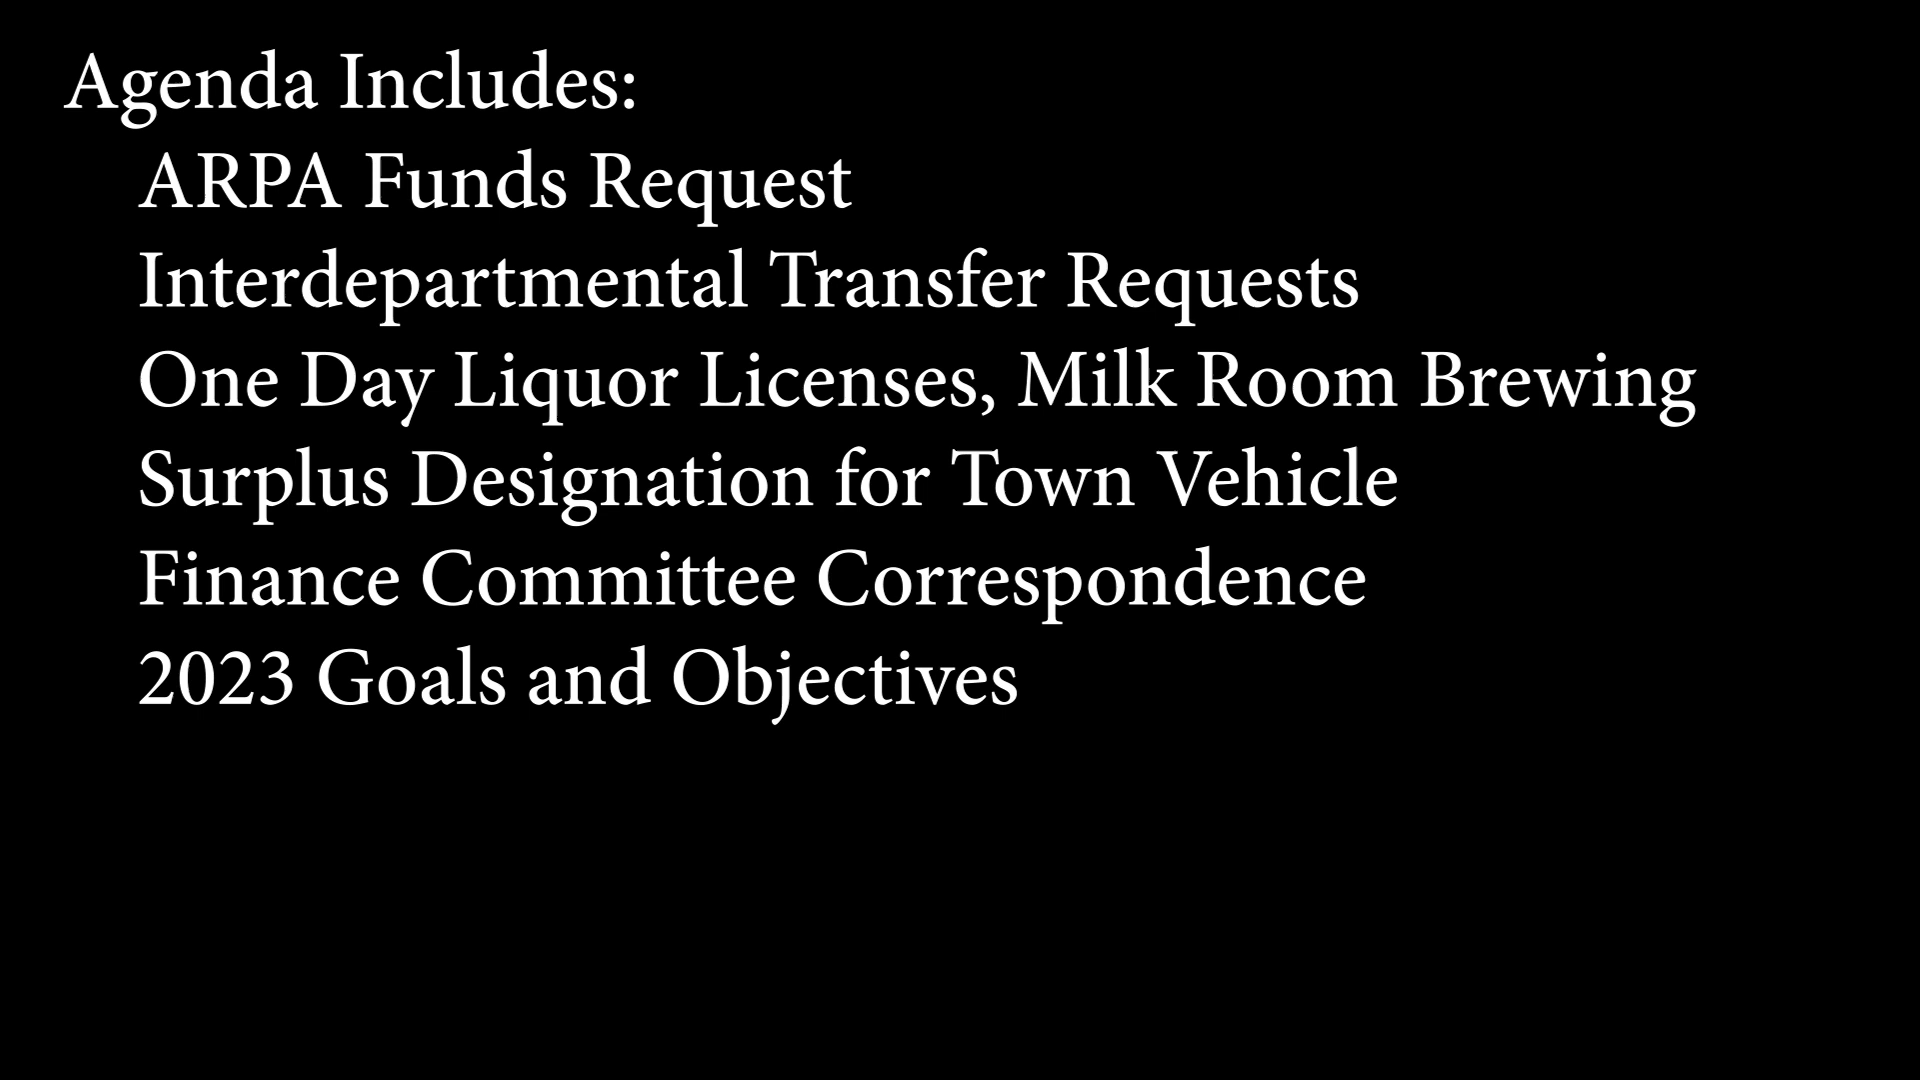 Agenda Includes:
ARPA Funds Request
Interdepartmental Transfer Requests
One Day Liquor Licenses, Milk Room Brewing
Surplus Designation for Town Vehicle
Finance Committee Correspondence
2023 Goals and Objectives